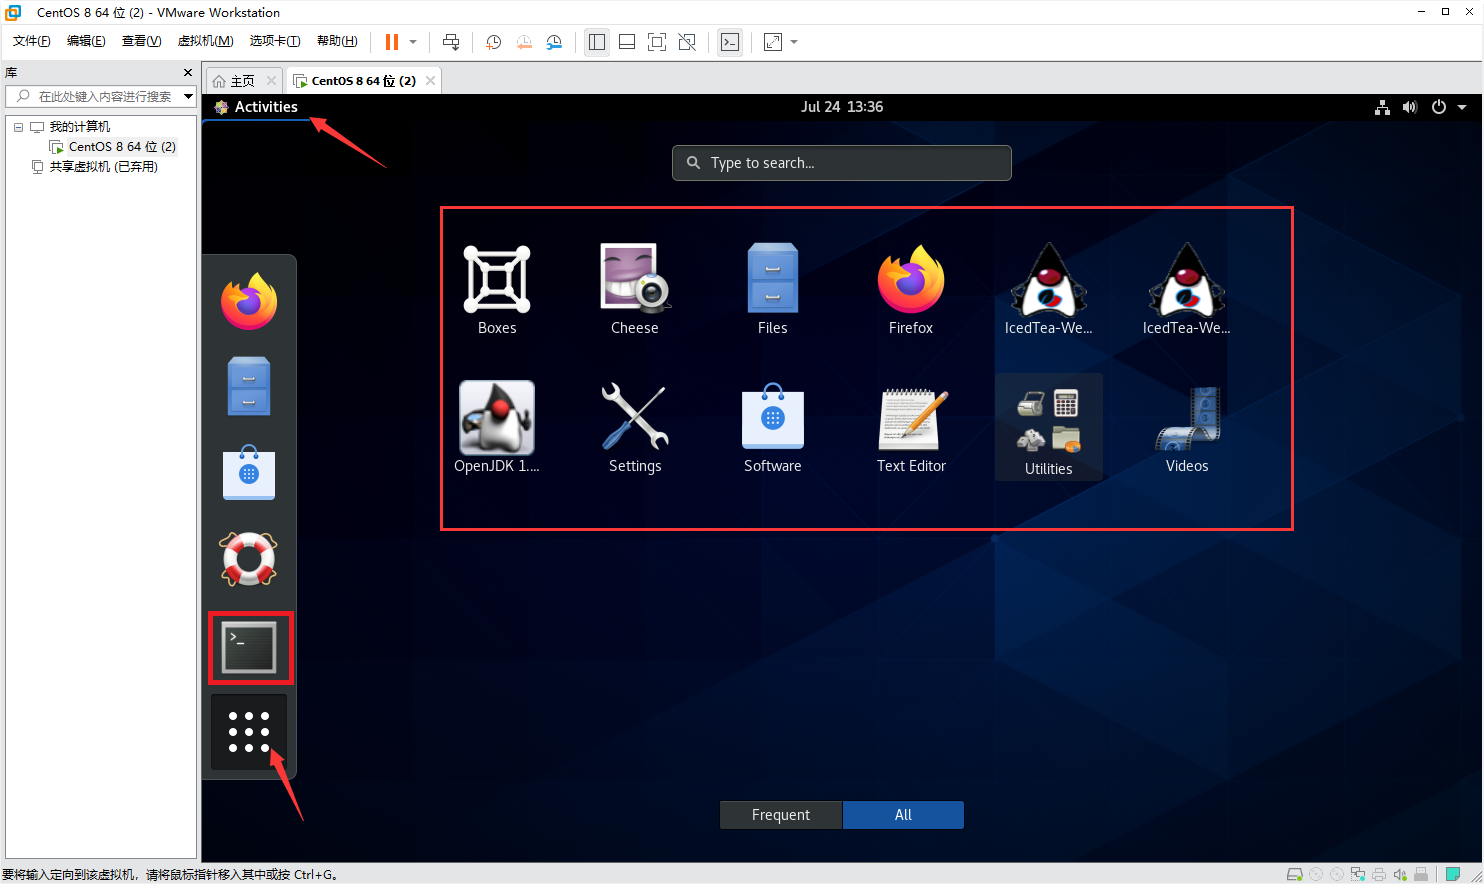 CentOS 8 64 位 (2) - VMware Workstation
文件(F) 编辑(E) 查看(V) 虚拟机(M) 选项卡(T) 帮助(H)
库
在此处键入内容进行搜索
我的计算机
CentOS 8 64 位 (2)
共享虚拟机 (已弃用)
主页
CentOS 8 64 位 (2)
Activities
Jul 24 13:36
Type to search...
Boxes
Cheese
Files
Firefox
IcedTea-We...
IcedTea-We...
OpenJDK 1....
Settings
Software
Text Editor
Utilities
Videos
>_
Frequent
All
要将输入定向到该虚拟机，请将鼠标指针移入其中或按 Ctrl+G。